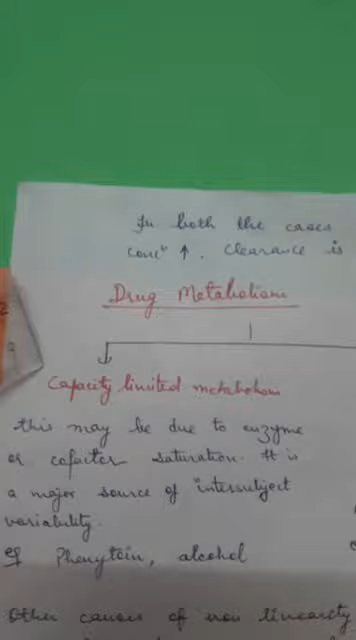 In both the cases
concⁿ ↑. Clearance is
Drug Metabolism
Capacity limited metabolism
this may be due to enzyme
or cofactor saturation. It is
a major source of intersubject
variability.
eg Phenytoin, alcohol
Other causes of non linearity